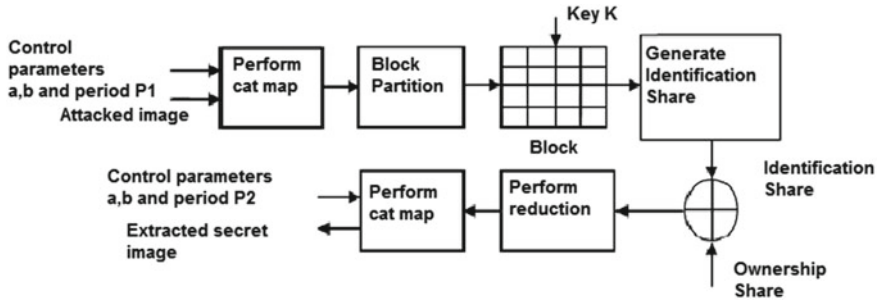 Key K
Control
parameters
a,b and period P1
Attacked image
Perform
cat map
Block
Partition
Block
Generate
Identification
Share
Identification
Share
Ownership
Share
Perform
reduction
Perform
cat map
Control parameters
a,b and period P2
Extracted secret
image